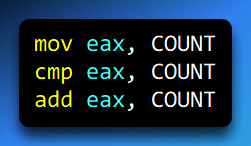 mov eax, COUNT
cmp eax, COUNT
add eax, COUNT